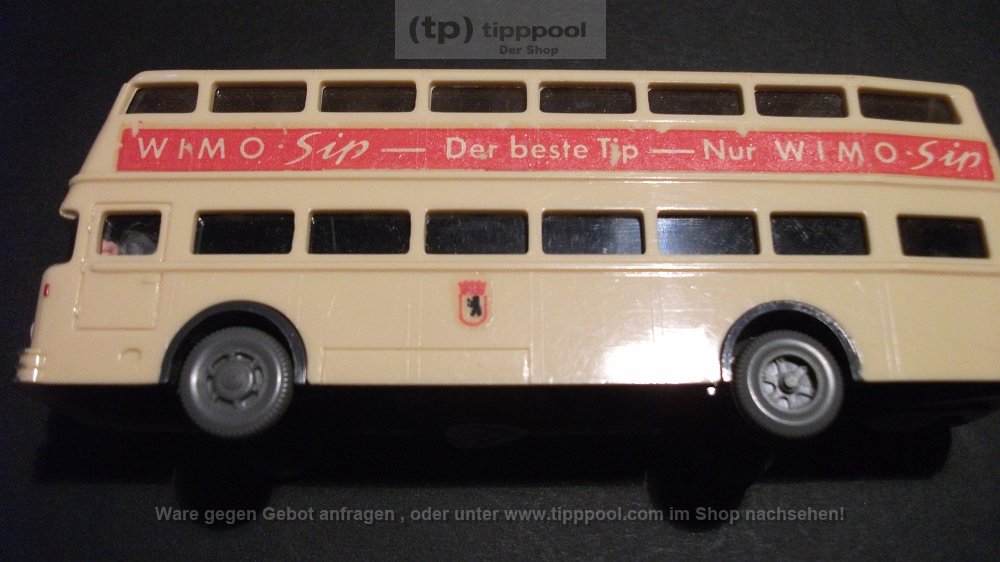 (tp) tipppool
Der Shop
WIMO · Sip — Der beste Tip — Nur WIMO · Sip
Ware gegen Gebot anfragen , oder unter www.tipppool.com im Shop nachsehen!